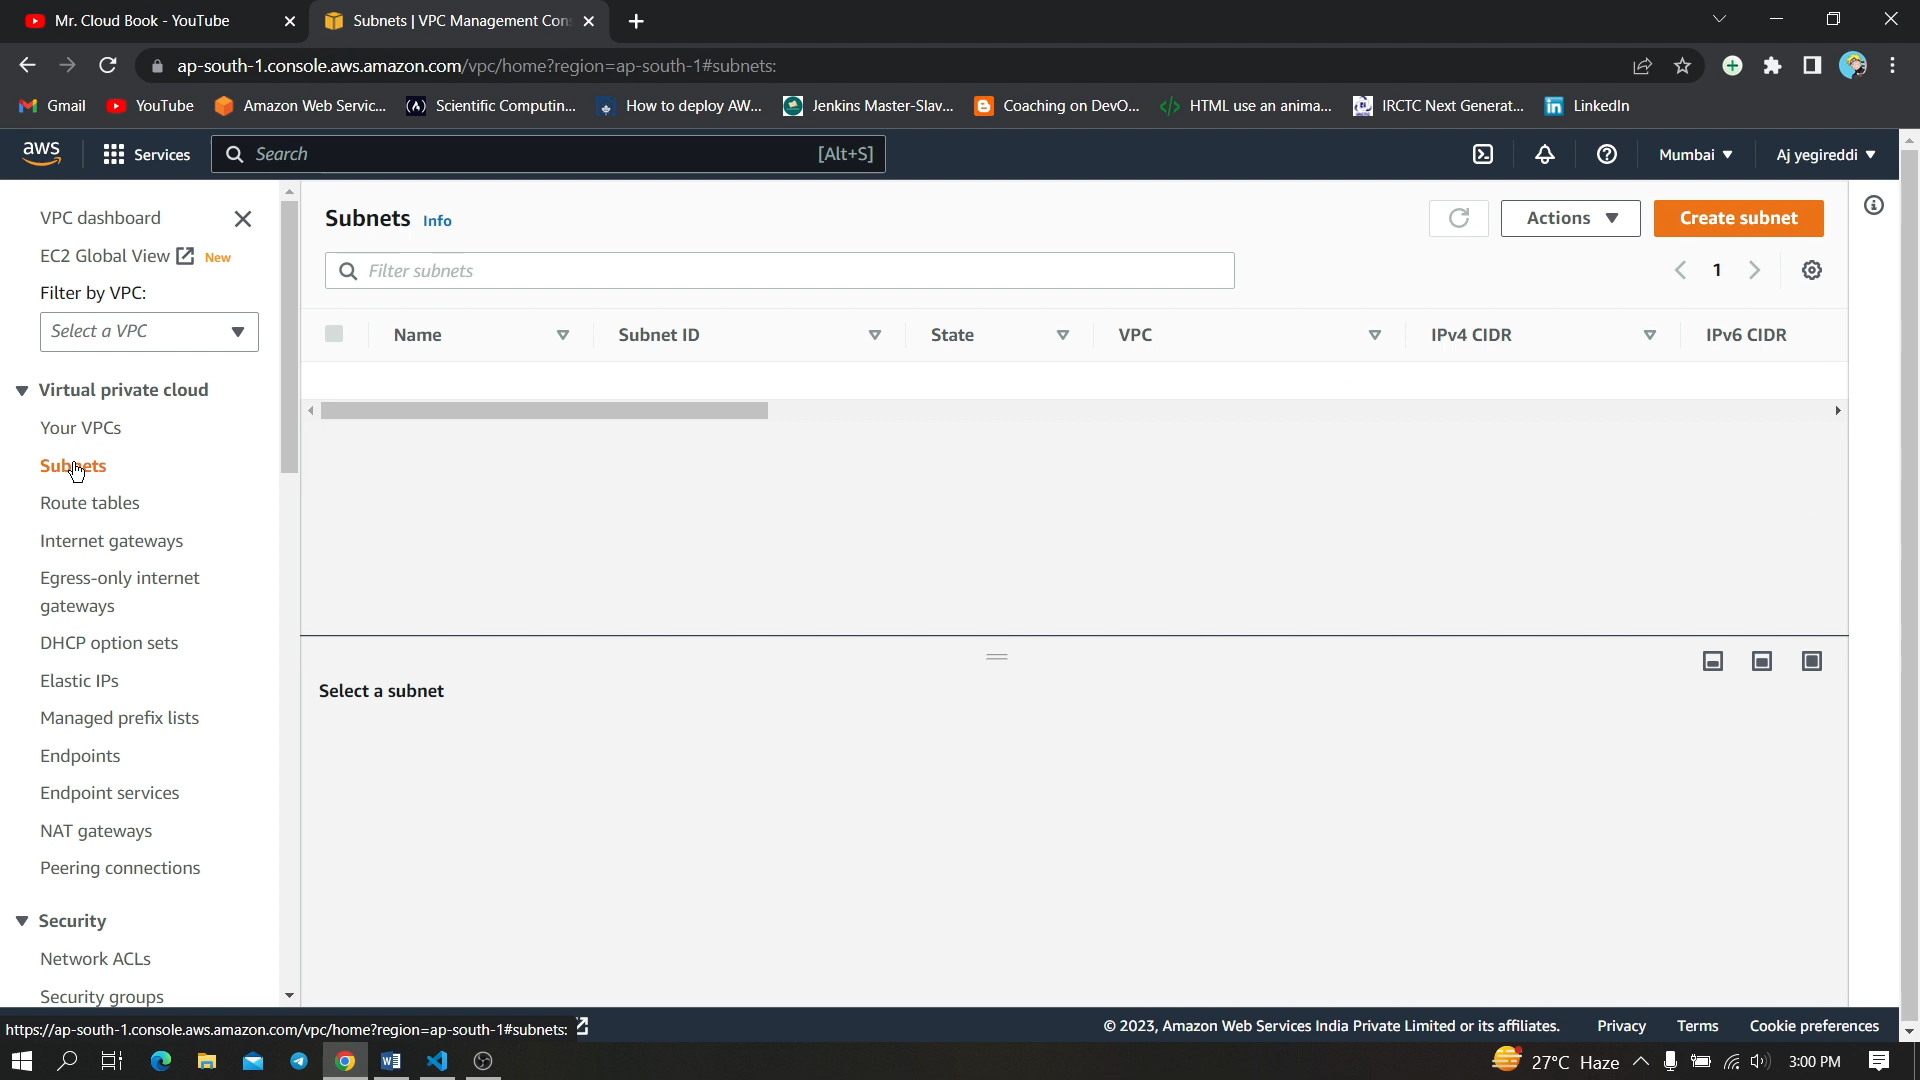 Mr. Cloud Book - YouTube
Subnets | VPC Management Con
ap-south-1.console.aws.amazon.com/vpc/home?region=ap-south-1#subnets:
Gmail
YouTube
Amazon Web Servic...
Scientific Computin...
How to deploy AW...
Jenkins Master-Slav...
Coaching on DevO...
HTML use an anima...
IRCTC Next Generat...
LinkedIn
aws
Services
Search
[Alt+S]
Mumbai
Aj yegireddi
VPC dashboard
EC2 Global View New
Filter by VPC:
Select a VPC
Virtual private cloud
Your VPCs
Subnets
Route tables
Internet gateways
Egress-only internet
gateways
DHCP option sets
Elastic IPs
Managed prefix lists
Endpoints
Endpoint services
NAT gateways
Peering connections
Security
Network ACLs
Security groups
Subnets Info
Actions
Create subnet
Filter subnets
1
Name
Subnet ID
State
VPC
IPv4 CIDR
IPv6 CIDR
Select a subnet
https://ap-south-1.console.aws.amazon.com/vpc/home?region=ap-south-1#subnets:
© 2023, Amazon Web Services India Private Limited or its affiliates.
Privacy
Terms
Cookie preferences
27°C Haze
3:00 PM